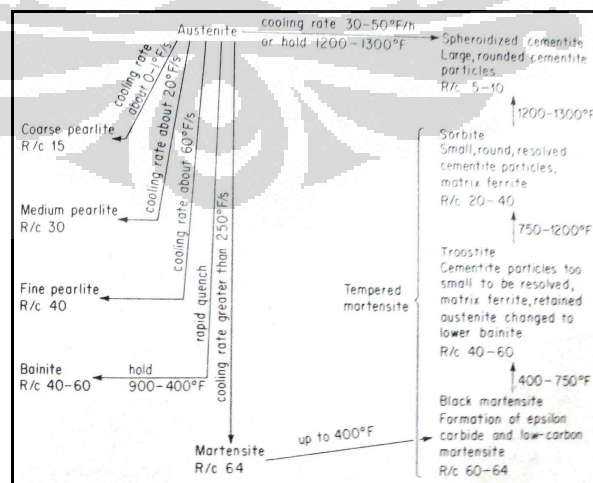 Austenite
cooling rate 30-50°F/h
or hold 1200-1300°F
Spheroidized cementite
Large, rounded cementite
particles
R/c 5-10
cooling rate
about 0-1°F/s
cooling rate about 20°F/s
cooling rate about 60°F/s
rapid quench
cooling rate greater than 250°F/s
Coarse pearlite
R/c 15
Medium pearlite
R/c 30
Fine pearlite
R/c 40
Bainite
R/c 40-60
hold
900-400°F
Martensite
R/c 64
up to 400°F
Tempered
martensite
1200-1300°F
Sorbite
Small, round, resolved
cementite particles,
matrix ferrite
R/c 20-40
750-1200°F
Troostite
Cementite particles too
small to be resolved,
matrix ferrite, retained
austenite changed to
lower bainite
R/c 40-60
400-750°F
Black martensite
Formation of epsilon
carbide and low-carbon
martensite
R/c 60-64